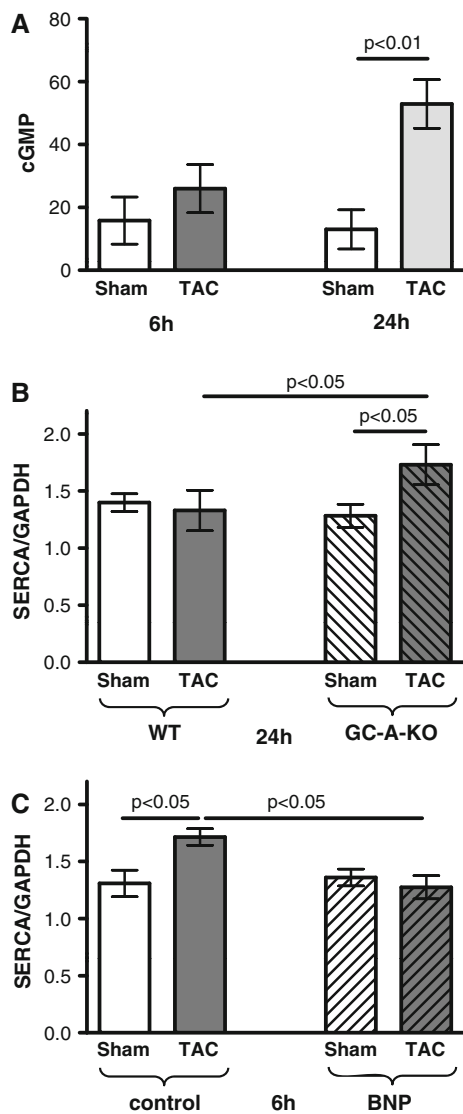 A
80
p<0.01
60
40
20
0
cGMP
Sham TAC Sham TAC
6h 24h
B
p<0.05
p<0.05
2.0
1.5
1.0
0.5
0.0
SERCA/GAPDH
Sham TAC Sham TAC
WT 24h GC-A-KO
C
2.0
p<0.05 p<0.05
1.5
1.0
0.5
0.0
SERCA/GAPDH
Sham TAC Sham TAC
control 6h BNP